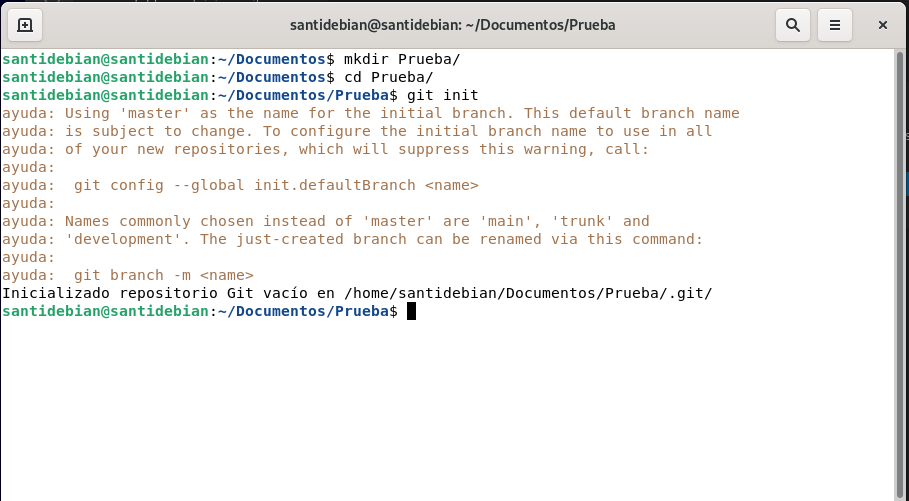 santidebian@santidebian: ~/Documentos/Prueba
santidebian@santidebian:~/Documentos$ mkdir Prueba/
santidebian@santidebian:~/Documentos$ cd Prueba/
santidebian@santidebian:~/Documentos/Prueba$ git init
ayuda: Using 'master' as the name for the initial branch. This default branch name
ayuda: is subject to change. To configure the initial branch name to use in all
ayuda: of your new repositories, which will suppress this warning, call:
ayuda:
ayuda:  git config --global init.defaultBranch <name>
ayuda:
ayuda: Names commonly chosen instead of 'master' are 'main', 'trunk' and
ayuda: 'development'. The just-created branch can be renamed via this command:
ayuda:
ayuda:  git branch -m <name>
Inicializado repositorio Git vacío en /home/santidebian/Documentos/Prueba/.git/
santidebian@santidebian:~/Documentos/Prueba$